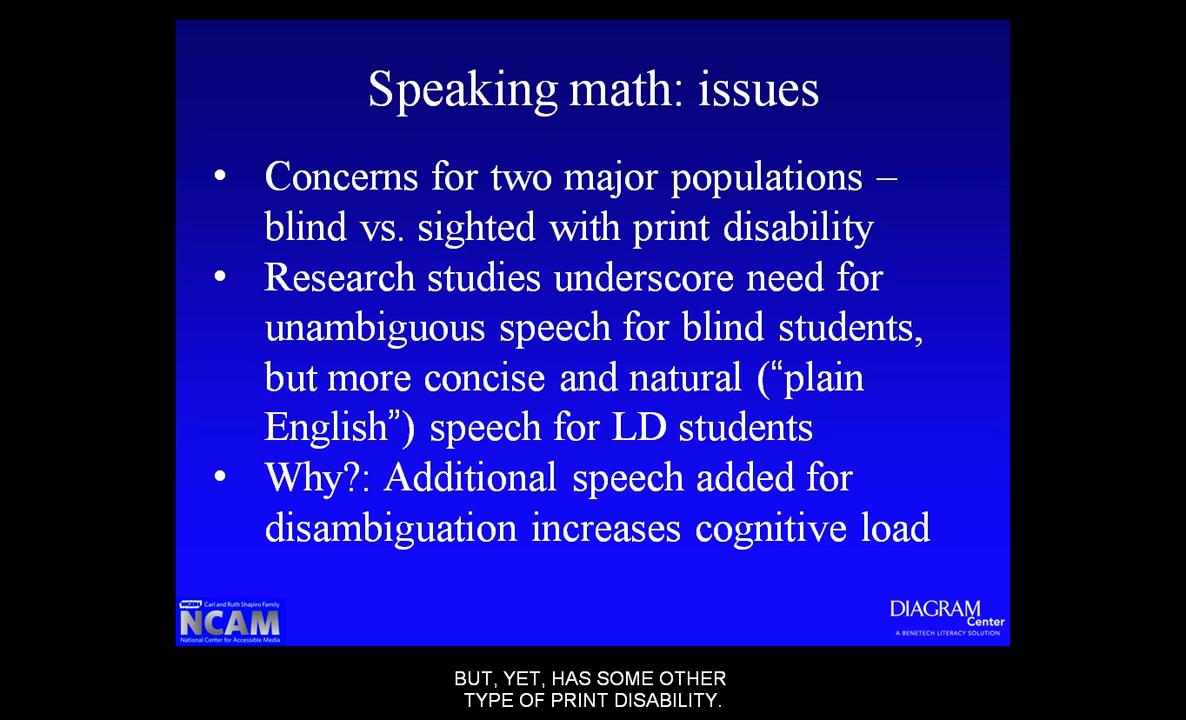 Speaking math: issues
• Concerns for two major populations –
blind vs. sighted with print disability
• Research studies underscore need for
unambiguous speech for blind students,
but more concise and natural (“plain
English”) speech for LD students
• Why?: Additional speech added for
disambiguation increases cognitive load
WGBH Carl and Ruth Shapiro Family
NCAM
National Center for Accessible Media
DIAGRAM
Center
A BENETECH LITERACY SOLUTION
BUT, YET, HAS SOME OTHER
TYPE OF PRINT DISABILITY.